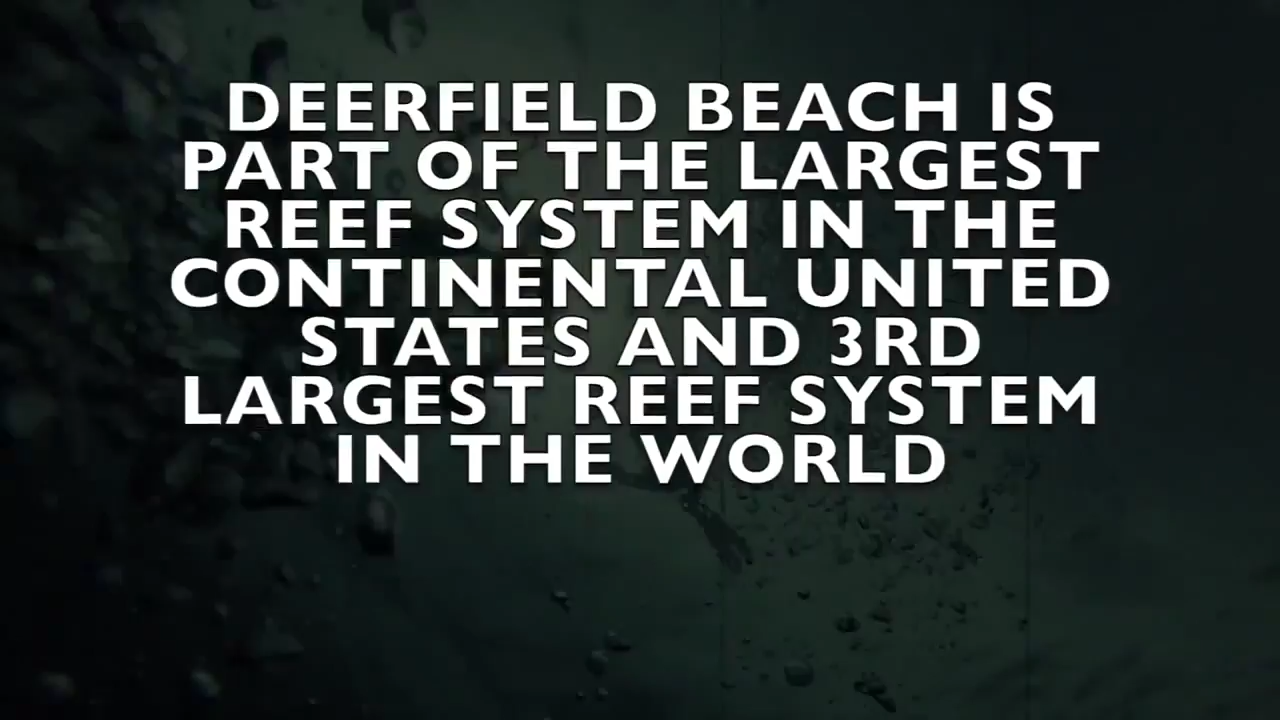 DEERFIELD BEACH IS
PART OF THE LARGEST
REEF SYSTEM IN THE
CONTINENTAL UNITED
STATES AND 3RD
LARGEST REEF SYSTEM
IN THE WORLD